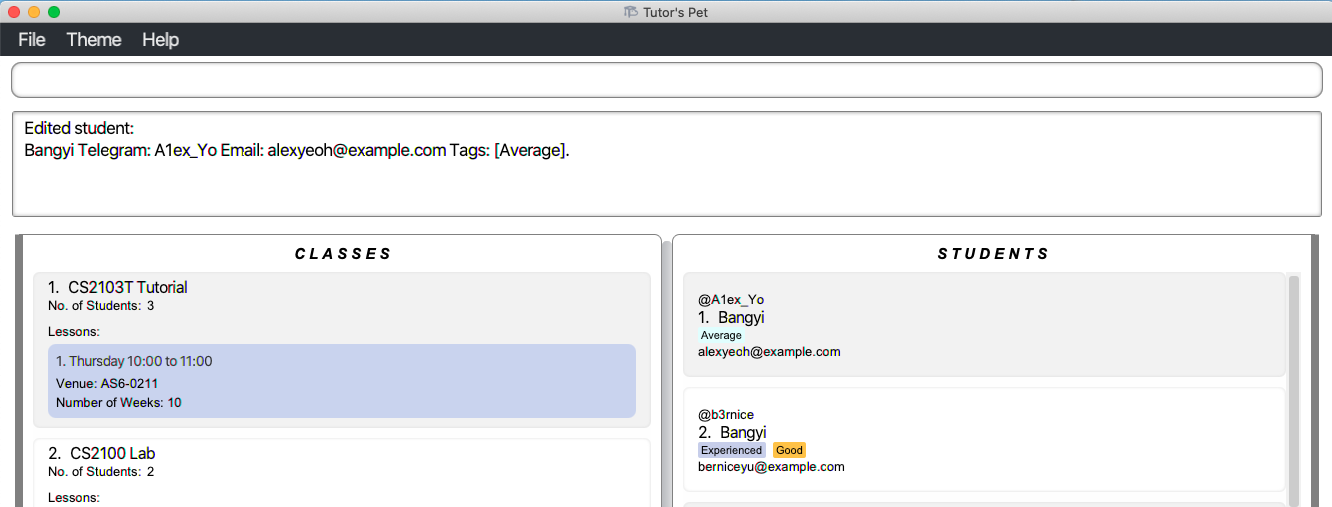 Tutor's Pet
File Theme Help
Edited student:
Bangyi Telegram: A1ex_Yo Email: alexyeoh@example.com Tags: [Average].
CLASSES
1. CS2103T Tutorial
No. of Students: 3
Lessons:
1. Thursday 10:00 to 11:00
Venue: AS6-0211
Number of Weeks: 10
2. CS2100 Lab
No. of Students: 2
Lessons:
STUDENTS
@A1ex_Yo
1. Bangyi
Average
alexyeoh@example.com
@b3rnice
2. Bangyi
Experienced Good
berniceyu@example.com